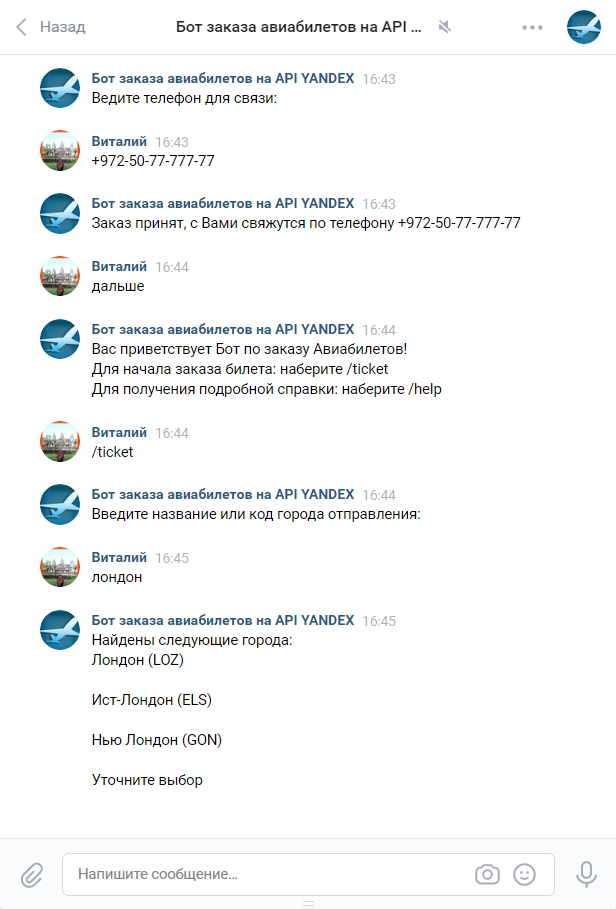 Назад
Бот заказа авиабилетов на API ...
Бот заказа авиабилетов на API YANDEX 16:43
Ведите телефон для связи:
Виталий 16:43
+972-50-77-777-77
Бот заказа авиабилетов на API YANDEX 16:43
Заказ принят, с Вами свяжутся по телефону +972-50-77-777-77
Виталий 16:44
дальше
Бот заказа авиабилетов на API YANDEX 16:44
Вас приветствует Бот по заказу Авиабилетов!
Для начала заказа билета: наберите /ticket
Для получения подробной справки: наберите /help
Виталий 16:44
/ticket
Бот заказа авиабилетов на API YANDEX 16:44
Введите название или код города отправления:
Виталий 16:45
лондон
Бот заказа авиабилетов на API YANDEX 16:45
Найдены следующие города:
Лондон (LOZ)
Ист-Лондон (ELS)
Нью Лондон (GON)
Уточните выбор
Напишите сообщение...